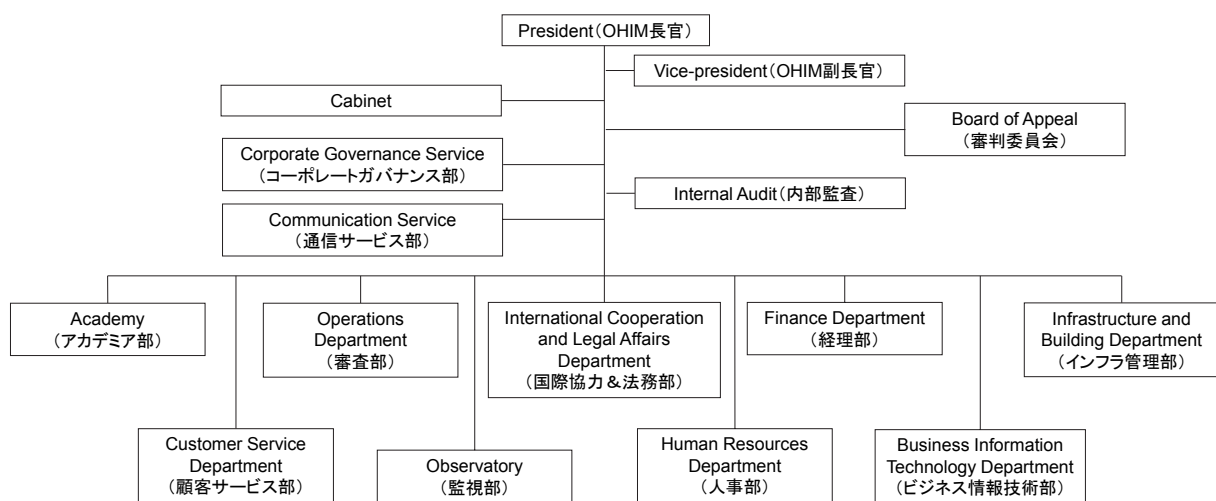 President(OHIM長官)
Vice-president(OHIM副長官)
Cabinet
Board of Appeal
(審判委員会)
Corporate Governance Service
(コーポレートガバナンス部)
Internal Audit(内部監査)
Communication Service
(通信サービス部)
Academy
(アカデミア部)
Operations
Department
(審査部)
International Cooperation
and Legal Affairs
Department
(国際協力&法務部)
Finance Department
(経理部)
Infrastructure and
Building Department
(インフラ管理部)
Customer Service
Department
(顧客サービス部)
Observatory
(監視部)
Human Resources
Department
(人事部)
Business Information
Technology Department
(ビジネス情報技術部)